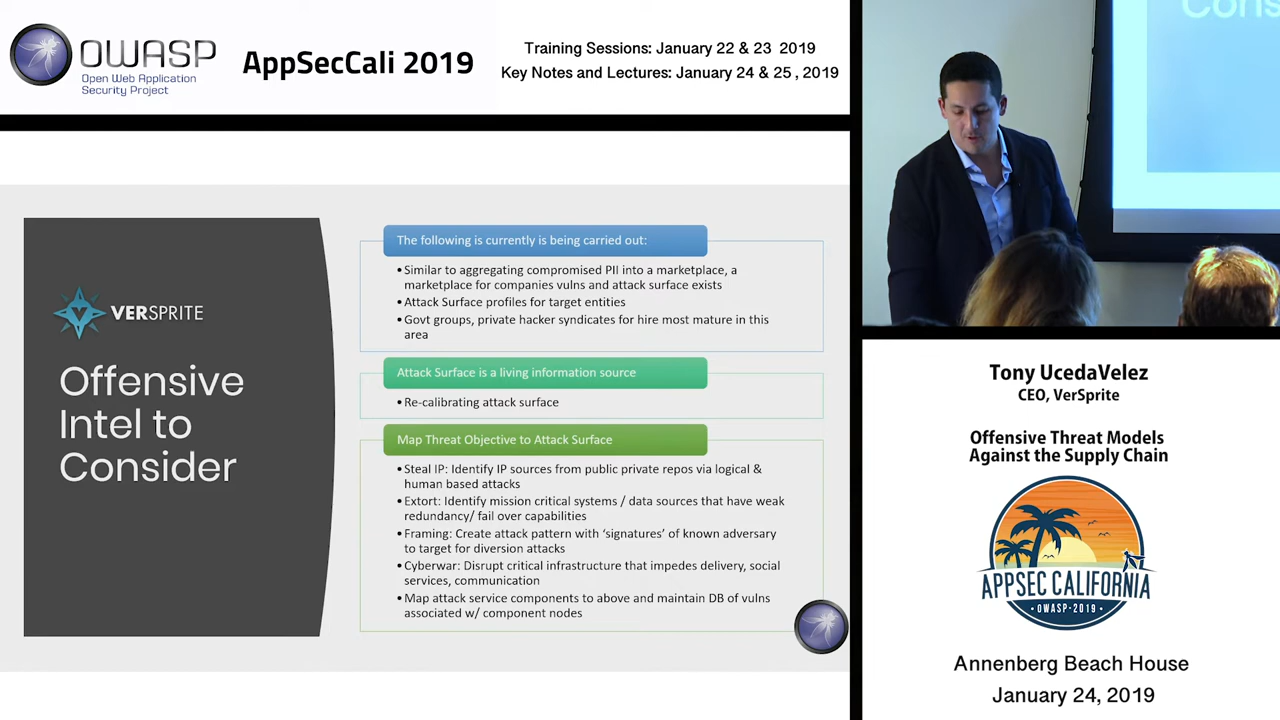 OWASP
Open Web Application
Security Project
AppSecCali 2019
Training Sessions: January 22 & 23 2019
Key Notes and Lectures: January 24 & 25 , 2019
Cons
VERSPRITE
Offensive
Intel to
Consider
The following is currently is being carried out:
•Similar to aggregating compromised PII into a marketplace, a
marketplace for companies vulns and attack surface exists
•Attack Surface profiles for target entities
•Govt groups, private hacker syndicates for hire most mature in this
area
Attack Surface is a living information source
•Re-calibrating attack surface
Map Threat Objective to Attack Surface
•Steal IP: Identify IP sources from public private repos via logical &
human based attacks
•Extort: Identify mission critical systems / data sources that have weak
redundancy/ fail over capabilities
•Framing: Create attack pattern with ‘signatures’ of known adversary
to target for diversion attacks
•Cyberwar: Disrupt critical infrastructure that impedes delivery, social
services, communication
•Map attack service components to above and maintain DB of vulns
associated w/ component nodes
Tony UcedaVelez
CEO, VerSprite
Offensive Threat Models
Against the Supply Chain
APPSEC CALIFORNIA
• OWASP-2019 •
Annenberg Beach House
January 24, 2019